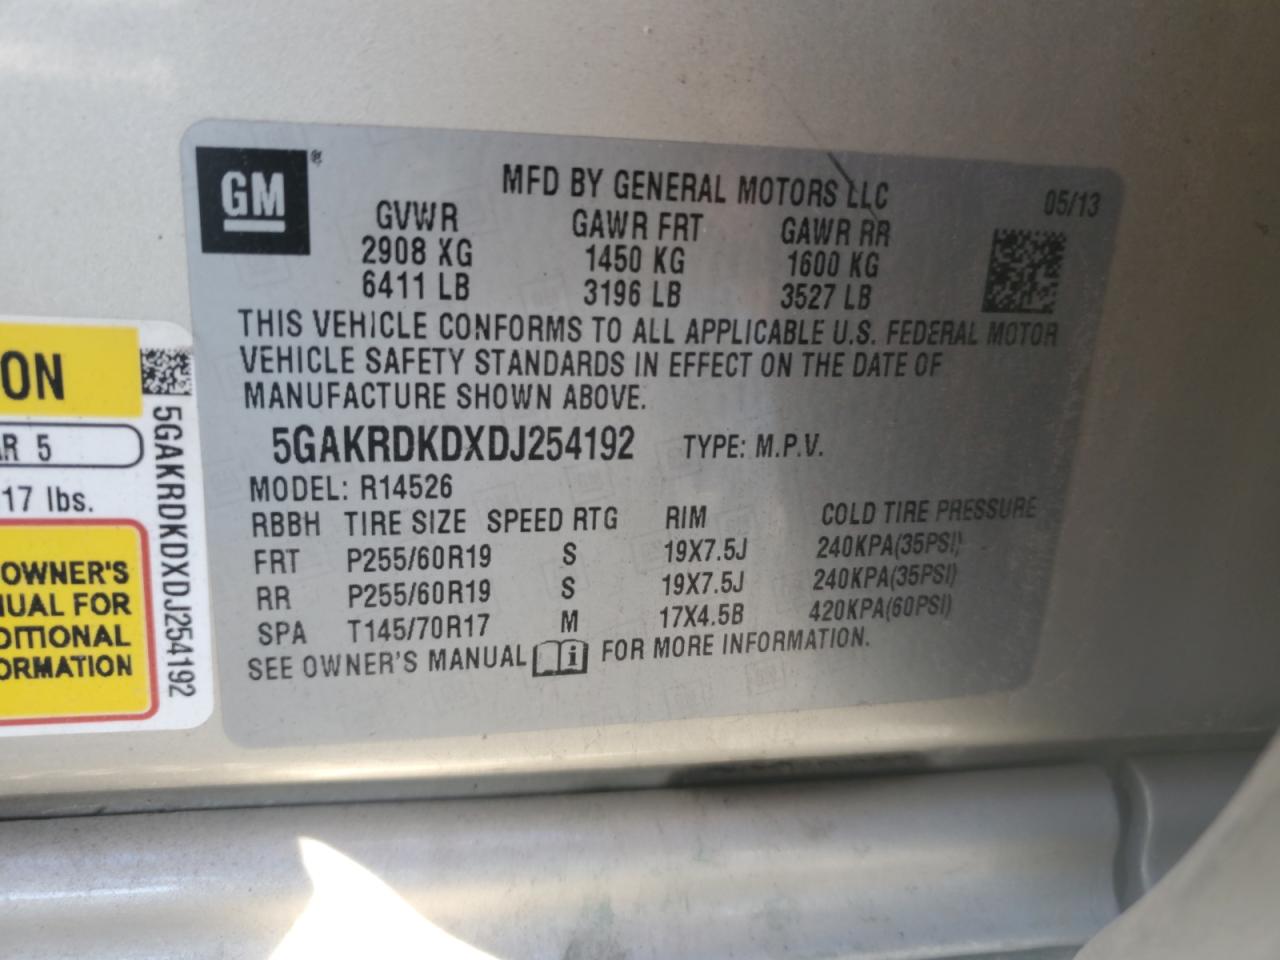 GM ®
MFD BY GENERAL MOTORS LLC 05/13
GVWR GAWR FRT GAWR RR
2908 KG 1450 KG 1600 KG
6411 LB 3196 LB 3527 LB
THIS VEHICLE CONFORMS TO ALL APPLICABLE U.S. FEDERAL MOTOR
VEHICLE SAFETY STANDARDS IN EFFECT ON THE DATE OF
MANUFACTURE SHOWN ABOVE.
5GAKRDKDXDJ254192 TYPE: M.P.V.
MODEL: R14526
RBBH TIRE SIZE SPEED RTG RIM COLD TIRE PRESSURE
FRT P255/60R19 S 19X7.5J 240KPA(35PSI)
RR P255/60R19 S 19X7.5J 240KPA(35PSI)
SPA T145/70R17 M 17X4.5B 420KPA(60PSI)
SEE OWNER'S MANUAL i FOR MORE INFORMATION.
ON
AR 5
17 lbs.
OWNER'S
NUAL FOR
DITIONAL
ORMATION
5GAKRDKDXDJ254192